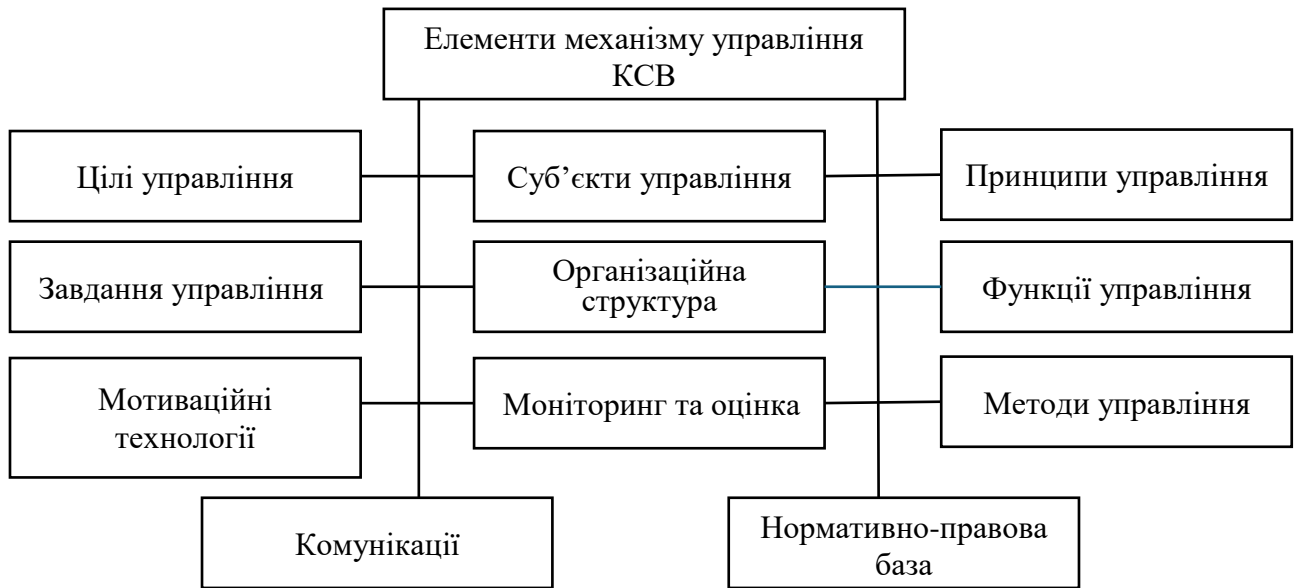 Елементи механізму управління
КСВ
Цілі управління
Суб’єкти управління
Принципи управління
Завдання управління
Організаційна
структура
Функції управління
Мотиваційні
технології
Моніторинг та оцінка
Методи управління
Комунікації
Нормативно-правова
база